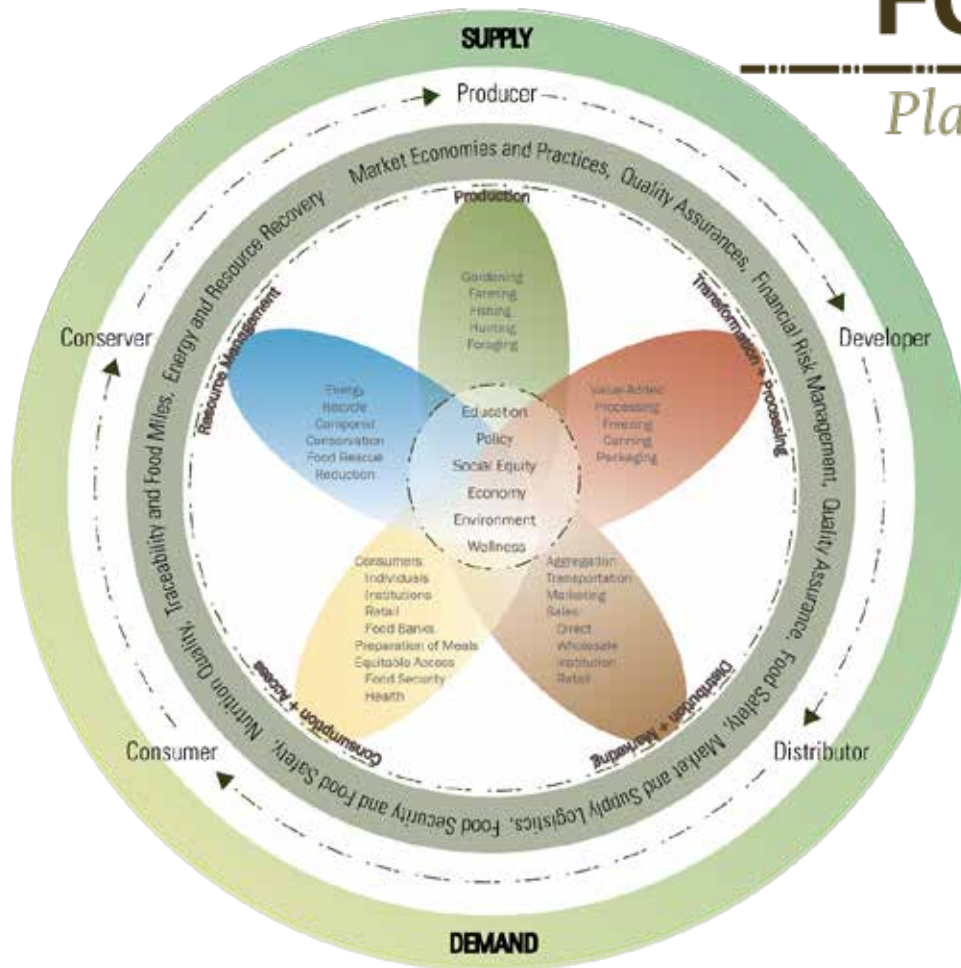 SUPPLY
Producer
Developer
Distributor
Consumer
Conserver
DEMAND
Market Economies and Practices, Quality Assurances, Financial Risk Management, Quality Assurance, Food Safety, Market and Supply Logistics, Food Security and Food Safety, Nutrition Quality, Traceability and Food Miles, Energy and Resource Recovery
Production
Gardening
Farming
Fishing
Hunting
Foraging
Transformation + Processing
Value-Added
Processing
Freezing
Canning
Packaging
Distribution + Marketing
Aggregation
Transportation
Marketing
Sales:
Direct
Wholesale
Institution
Retail
Consumption + Access
Consumers:
Individuals
Institutions
Retail
Food Banks
Preparation of Meals
Equitable Access
Food Security
Health
Resource Management
Energy
Recycle
Conservation
Food Rescue
Reduction
Education
Policy
Social Equity
Economy
Environment
Wellness